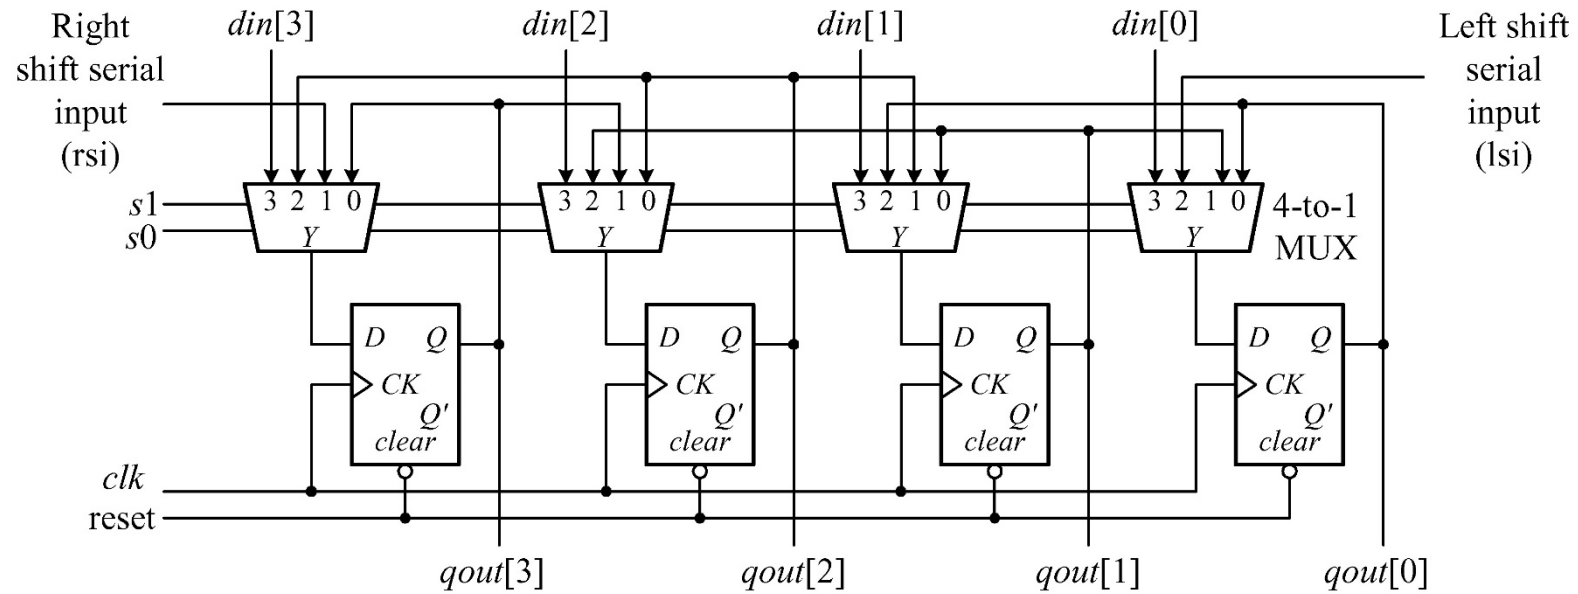 Right
shift serial
input
(rsi)
din[3]
din[2]
din[1]
din[0]
Left shift
serial
input
(lsi)
s1
s0
3 2 1 0
Y
3 2 1 0
Y
3 2 1 0
Y
3 2 1 0
Y
4-to-1
MUX
D Q
CK
Q'
clear
D Q
CK
Q'
clear
D Q
CK
Q'
clear
D Q
CK
Q'
clear
clk
reset
qout[3]
qout[2]
qout[1]
qout[0]